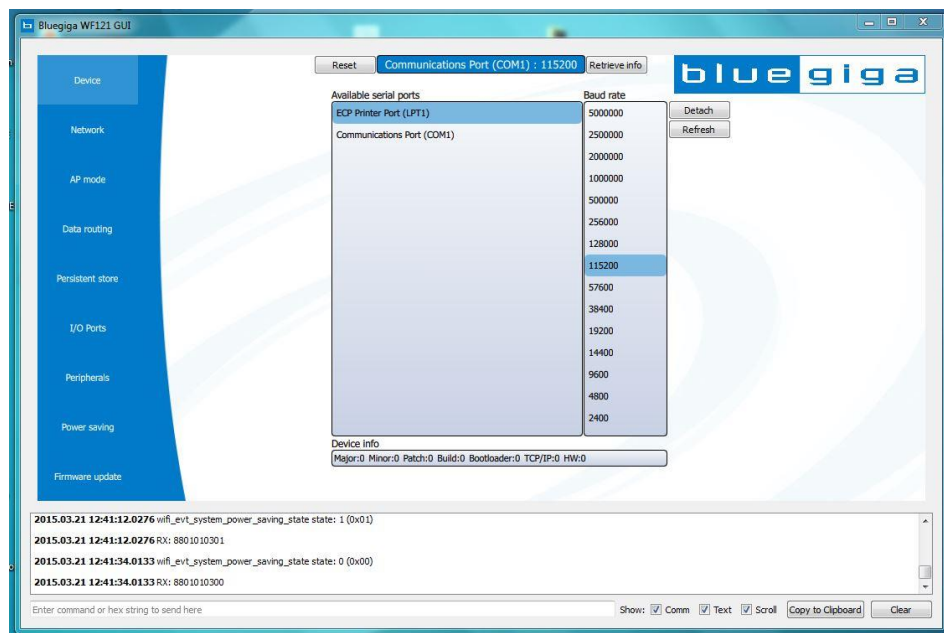 Bluegiga WF121 GUI
Reset Communications Port (COM1) : 115200 Retrieve info
bluegiga
Device
Network
AP mode
Data routing
Persistent store
I/O Ports
Peripherals
Power saving
Firmware update
Available serial ports
ECP Printer Port (LPT1)
Communications Port (COM1)
Baud rate
5000000
2500000
2000000
1000000
500000
256000
128000
115200
57600
38400
19200
14400
9600
4800
2400
Detach
Refresh
Device info
Major:0 Minor:0 Patch:0 Build:0 Bootloader:0 TCP/IP:0 HW:0
2015.03.21 12:41:12.0276 wifi_evt_system_power_saving_state state: 1 (0x01)
2015.03.21 12:41:12.0276 RX: 8801010301
2015.03.21 12:41:34.0133 wifi_evt_system_power_saving_state state: 0 (0x00)
2015.03.21 12:41:34.0133 RX: 8801010300
Enter command or hex string to send here
Show: Comm Text Scroll Copy to Clipboard Clear